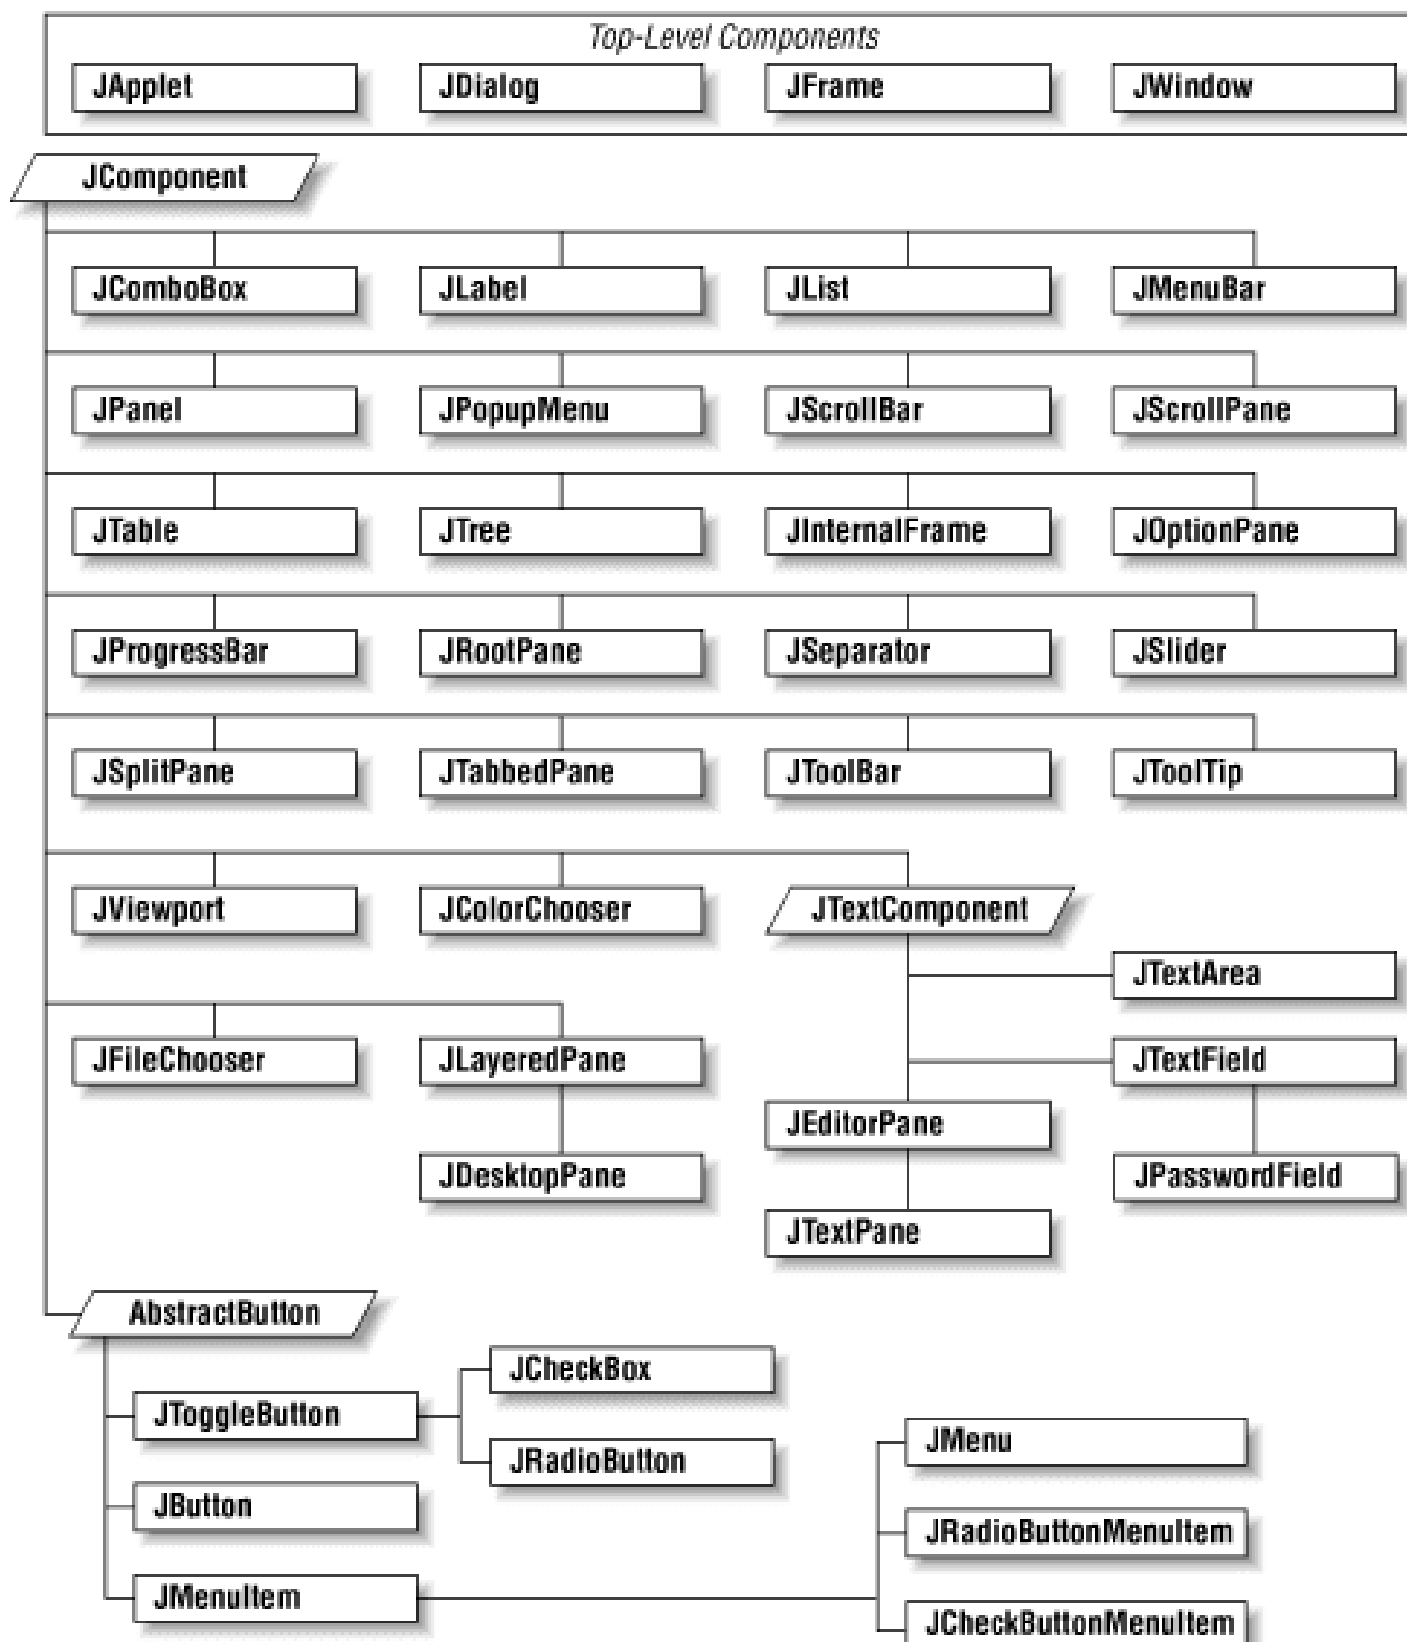 Top-Level Components
JApplet JDialog JFrame JWindow
JComponent
JComboBox JLabel JList JMenuBar
JPanel JPopupMenu JScrollBar JScrollPane
JTable JTree JInternalFrame JOptionPane
JProgressBar JRootPane JSeparator JSlider
JSplitPane JTabbedPane JToolBar JToolTip
JViewport JColorChooser JTextComponent
JTextArea
JFileChooser JLayeredPane JTextField
JEditorPane
JDesktopPane JPasswordField
JTextPane
AbstractButton
JCheckBox
JToggleButton
JMenu
JRadioButton
JButton
JRadioButtonMenuItem
JMenuItem
JCheckButtonMenuItem